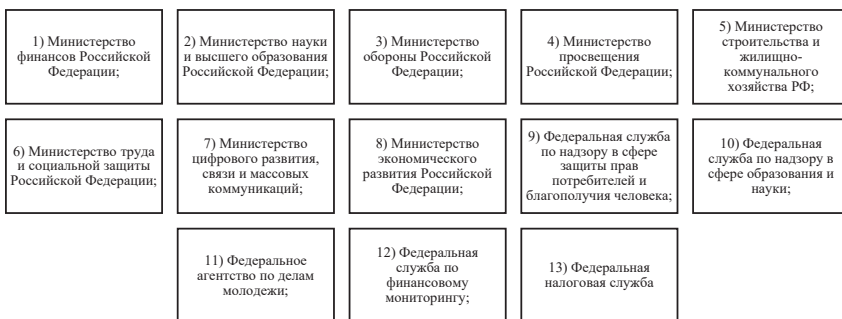 1) Министерство
финансов Российской
Федерации;
2) Министерство науки
и высшего образования
Российской Федерации;
3) Министерство
обороны Российской
Федерации;
4) Министерство
просвещения
Российской Федерации;
5) Министерство
строительства и
жилищно-
коммунального
хозяйства РФ;
6) Министерство труда
и социальной защиты
Российской Федерации;
7) Министерство
цифрового развития,
связи и массовых
коммуникаций;
8) Министерство
экономического
развития Российской
Федерации;
9) Федеральная служба
по надзору в сфере
защиты прав
потребителей и
благополучия человека;
10) Федеральная
служба по надзору в
сфере образования и
науки;
11) Федеральное
агентство по делам
молодежи;
12) Федеральная
служба по
финансовому
мониторингу;
13) Федеральная
налоговая служба